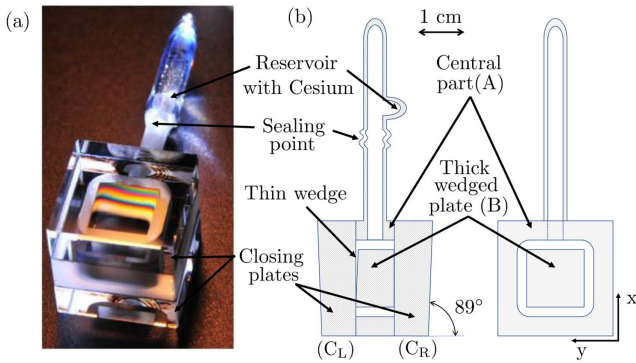 (a)
(b)
1 cm
Reservoir
with Cesium
Sealing
point
Thin wedge
Closing
plates
Central
part(A)
Thick
wedged
plate (B)
89°
x
y
(C_L)
(C_R)